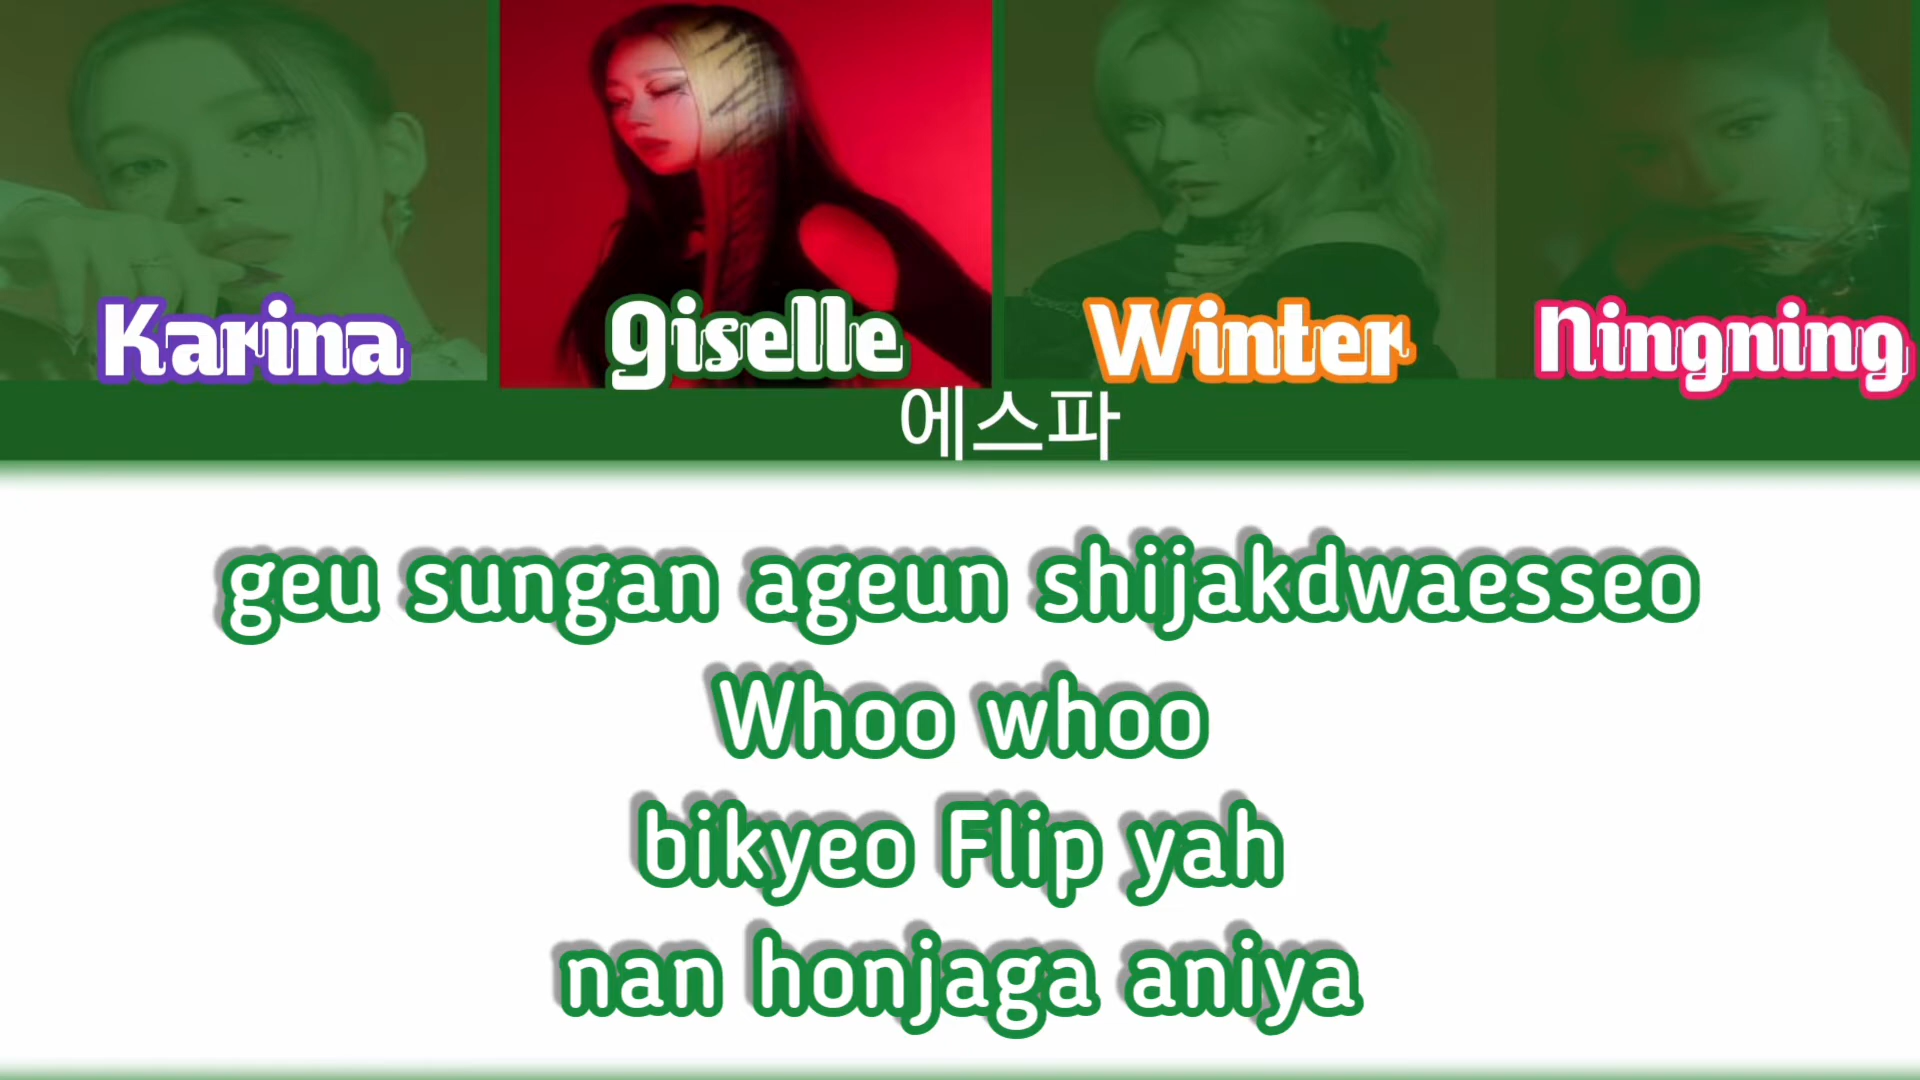 Karina Giselle Winter Ningning
에스파
geu sungan ageun shijakdwaesseo
Whoo whoo
bikyeo Flip yah
nan honjaga aniya